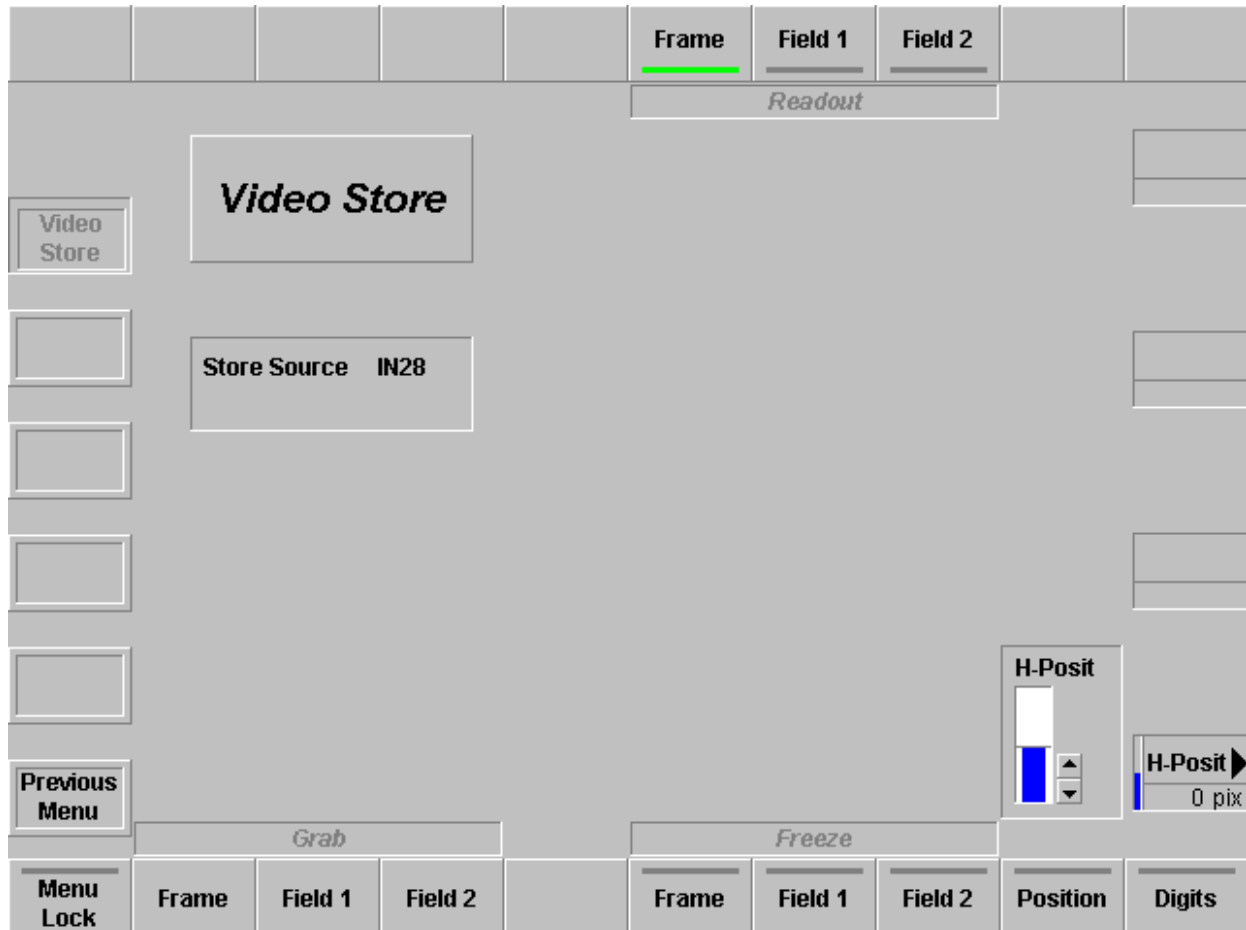 Frame Field 1 Field 2
Readout
Video Store
Video
Store
Store Source IN28
H-Posit
H-Posit
0 pix
Previous
Menu
Grab
Freeze
Menu
Lock
Frame Field 1 Field 2 Frame Field 1 Field 2 Position Digits